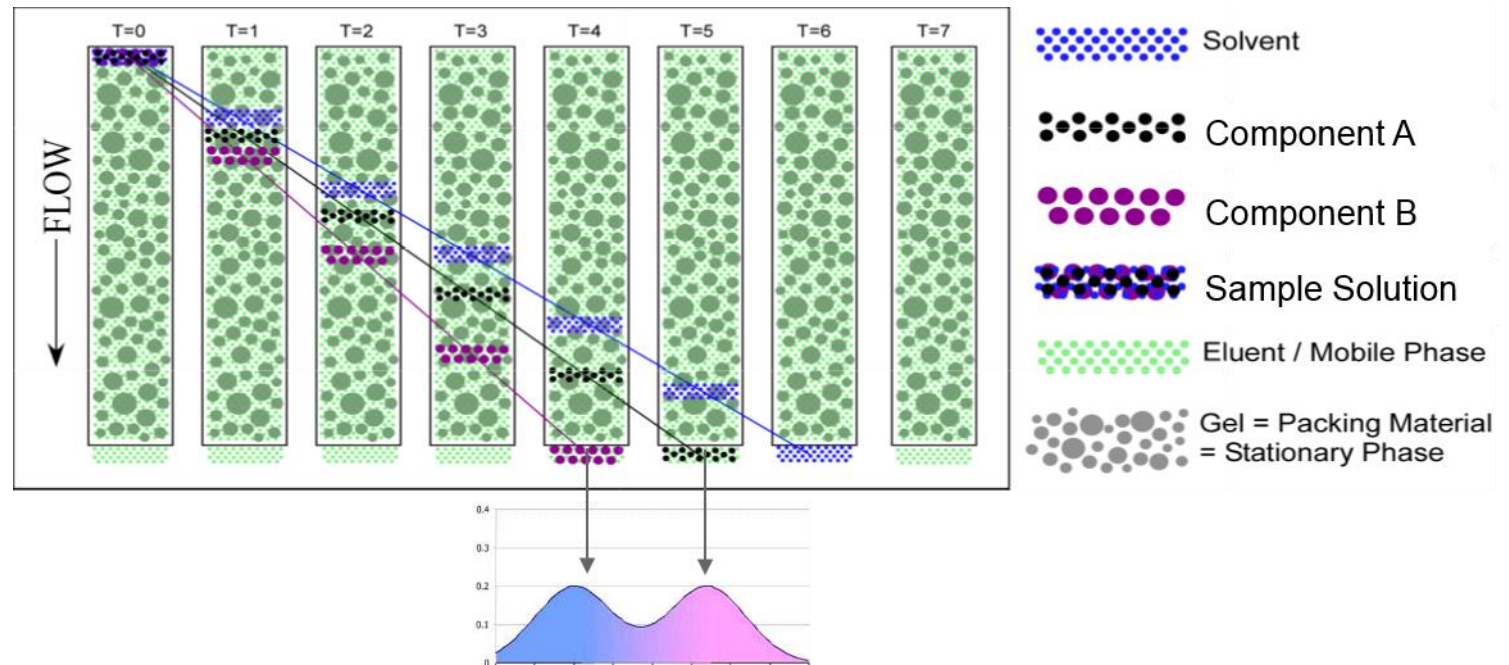 T=0 T=1 T=2 T=3 T=4 T=5 T=6 T=7
FLOW
Solvent
Component A
Component B
Sample Solution
Eluent / Mobile Phase
Gel = Packing Material
= Stationary Phase
0.4
0.3
0.2
0.1
0